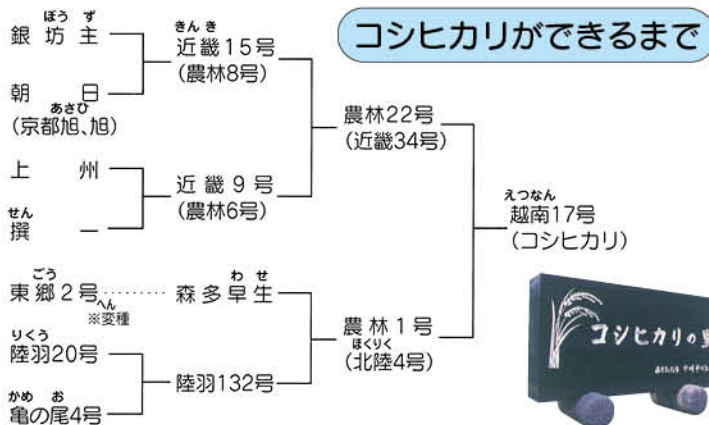 コシヒカリができるまで
ぼう ず
銀坊主
朝日
あさひ
(京都旭、旭)
きん き
近畿15号
(農林8号)
上州
せん
撰一
近畿9号
(農林6号)
農林22号
(近畿34号)
えつなん
越南17号
(コシヒカリ)
ごう
東郷2号
へん
※変種
わ せ
森多早生
りくう
陸羽20号
かめ お
亀の尾4号
陸羽132号
農林1号
ほくりく
(北陸4号)
コシヒカリの里